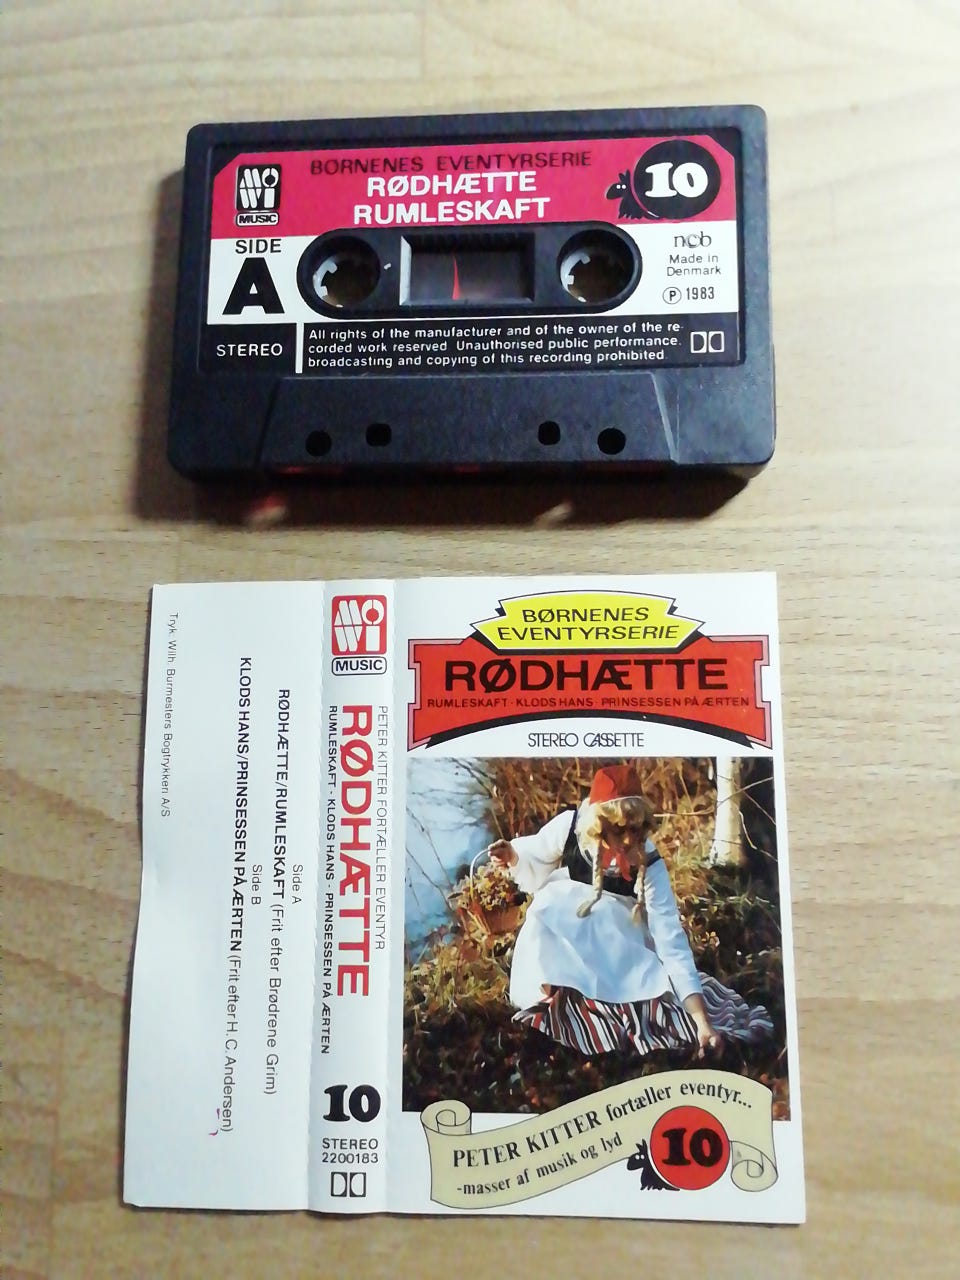 MOWI
MUSIC
BØRNENES EVENTYRSERIE
RØDHÆTTE
RUMLESKAFT
10
SIDE
A
ncb
Made in
Denmark
Ⓟ 1983
STEREO
All rights of the manufacturer and of the owner of the re-
corded work reserved. Unauthorised public performance.
broadcasting and copying of this recording prohibited.
Tryk: Wilh. Burmesters Bogtrykkeri A/S
Side A
RØDHÆTTE/RUMLESKAFT (Frit efter Brødrene Grim)
Side B
KLODS HANS/PRINSESSEN PÅ ÆRTEN (Frit efter H.C. Andersen)
MOWI
MUSIC
PETER KITTER FORTÆLLER EVENTYR
RØDHÆTTE
RUMLESKAFT · KLODS HANS · PRINSESSEN PÅ ÆRTEN
10
STEREO
2200183
BØRNENES
EVENTYRSERIE
RØDHÆTTE
RUMLESKAFT · KLODS HANS · PRINSESSEN PÅ ÆRTEN
STEREO CASSETTE
PETER KITTER fortæller eventyr...
-masser af musik og lyd
10